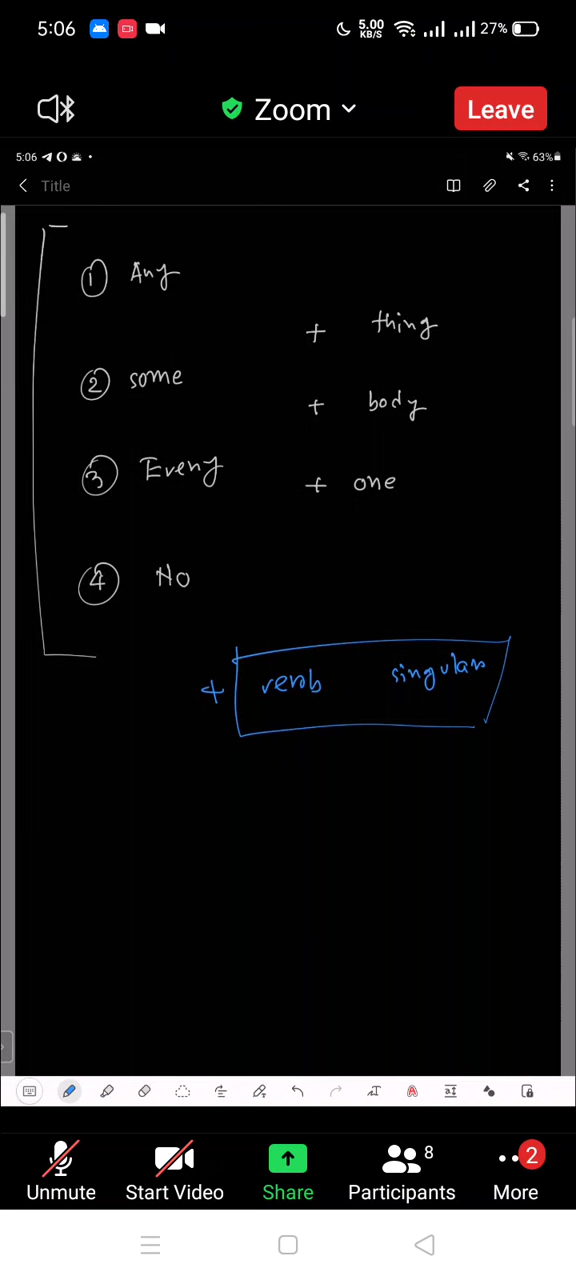 5:06 5.00 KB/S 27%
Zoom Leave
5:06 63%
Title
① Any
+ thing
② some
+ body
③ Every
+ one
④ No
+ verb singular
Unmute Start Video Share Participants 8 More 2